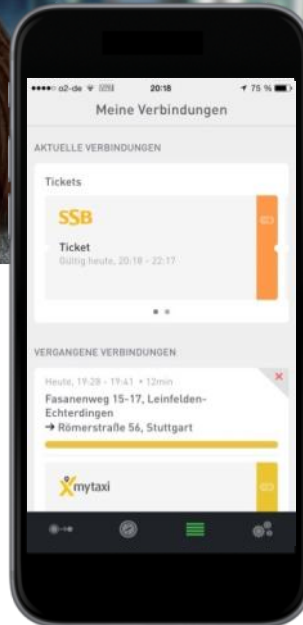 o2-de
20:18
75 %
Meine Verbindungen
AKTUELLE VERBINDUNGEN
Tickets
SSB
Ticket
Gültig heute, 20:18 - 22:17
VERGANGENE VERBINDUNGEN
Heute, 19:28 - 19:41 • 12min
Fasanenweg 15-17, Leinfelden-
Echterdingen
→ Römerstraße 56, Stuttgart
mytaxi